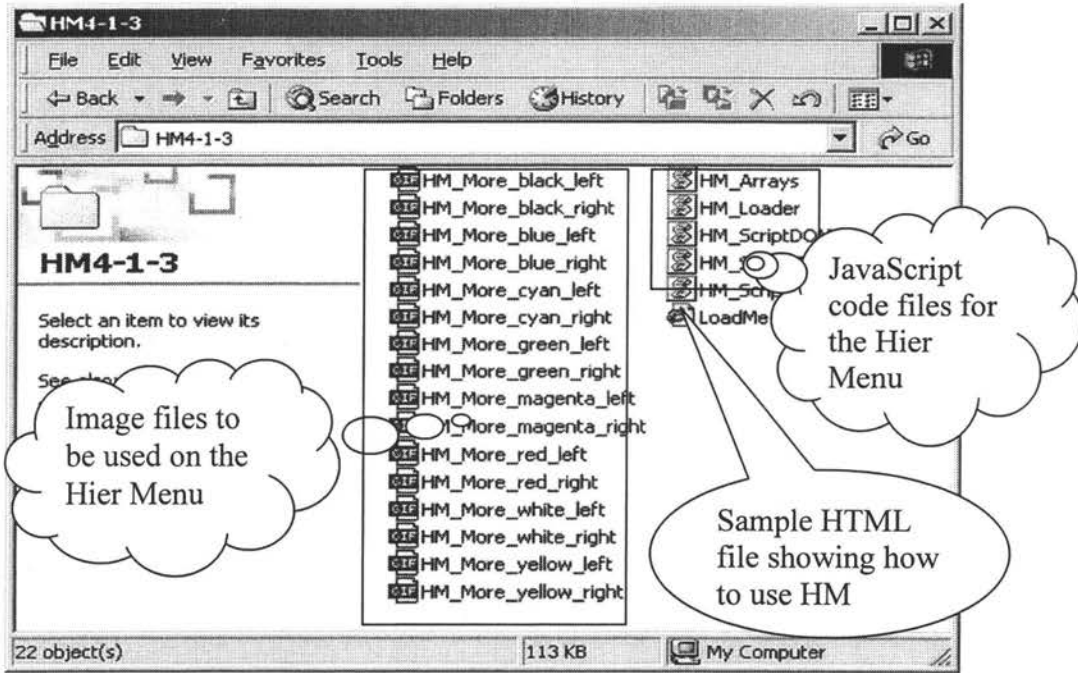 HM4-1-3
File Edit View Favorites Tools Help
Back Search Folders History
Address HM4-1-3 Go
HM4-1-3
Select an item to view its
description.
HM_More_black_left
HM_More_black_right
HM_More_blue_left
HM_More_blue_right
HM_More_cyan_left
HM_More_cyan_right
HM_More_green_left
HM_More_green_right
HM_More_magenta_left
_More_magenta_right
HM_More_red_left
HM_More_red_right
HM_More_white_left
HM_More_white_right
HM_More_yellow_left
HM_More_yellow_right
HM_Arrays
HM_Loader
HM_ScriptDOM
Image files to
be used on the
Hier Menu
JavaScript
code files for
the Hier
Menu
Sample HTML
file showing how
to use HM
22 object(s) 113 KB My Computer